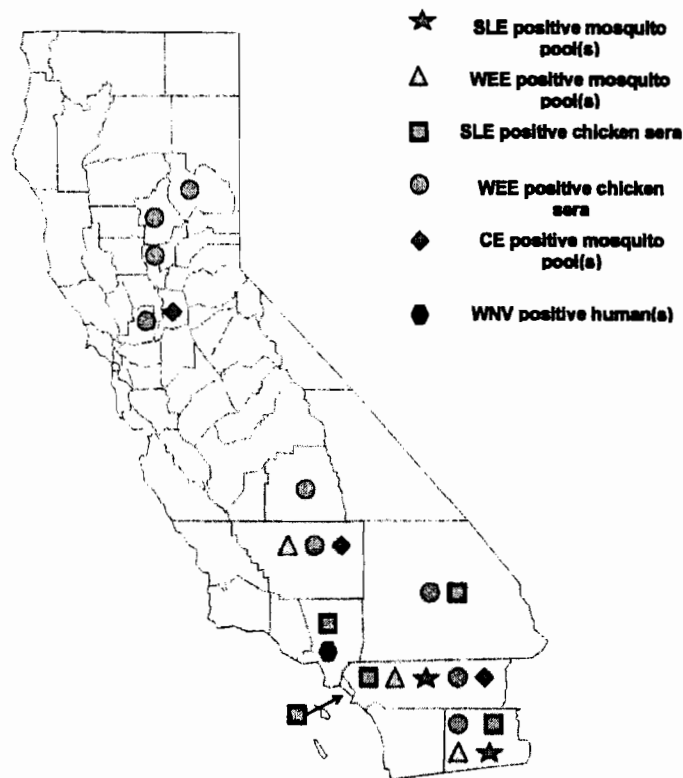 SLE positive mosquito
pool(s)
WEE positive mosquito
pool(s)
SLE positive chicken sera
WEE positive chicken
sera
CE positive mosquito
pool(s)
WNV positive human(s)